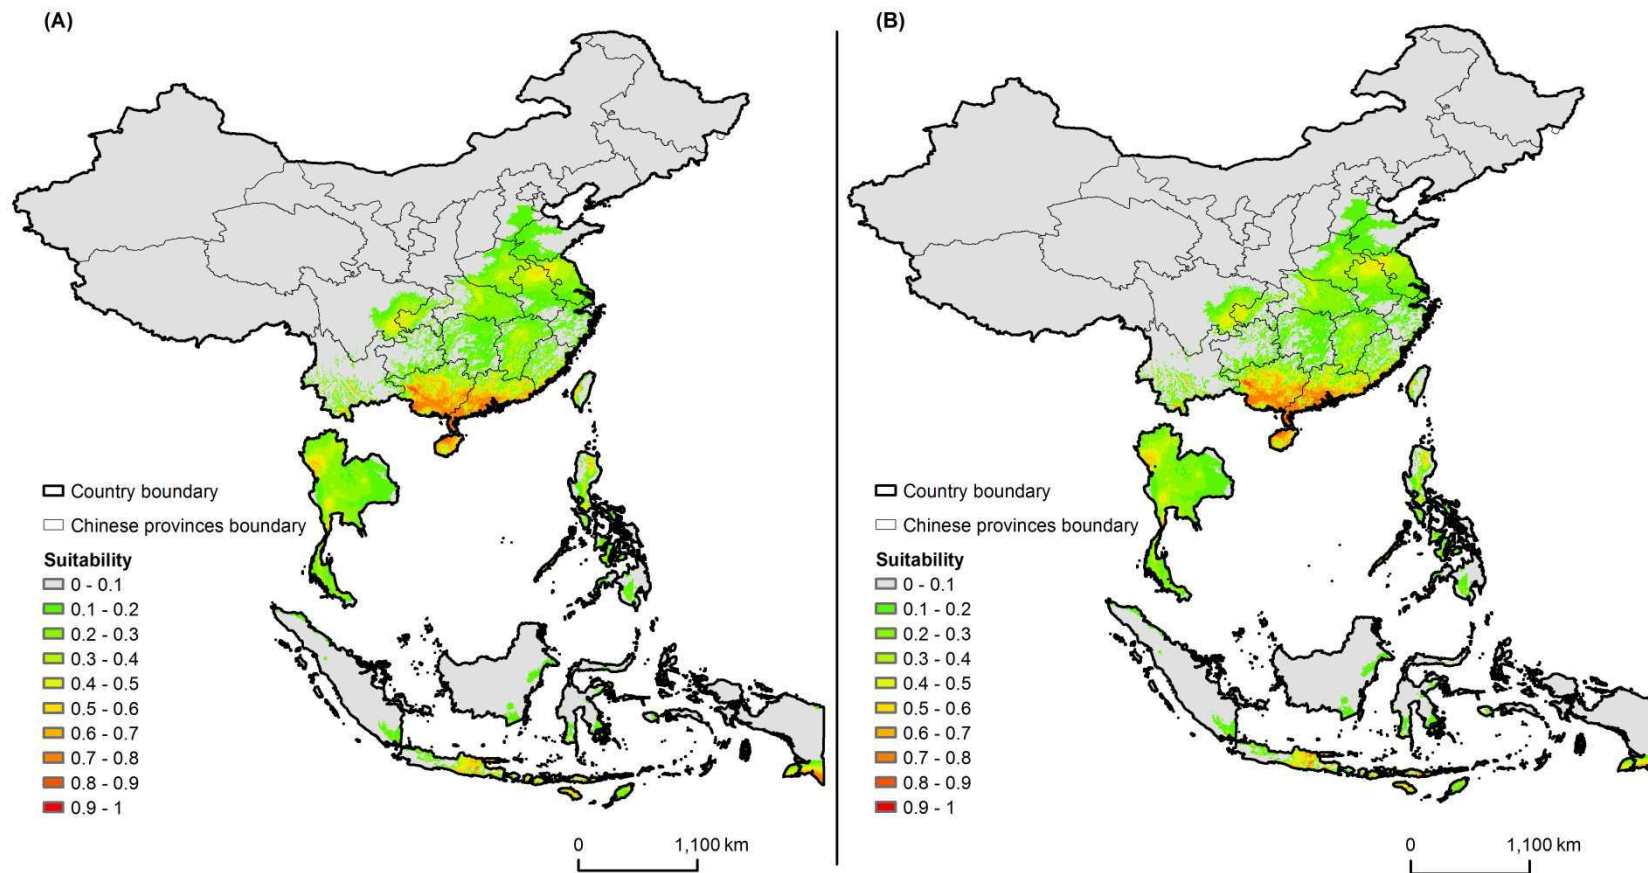 (A)
Country boundary
Chinese provinces boundary
Suitability
0 - 0.1
0.1 - 0.2
0.2 - 0.3
0.3 - 0.4
0.4 - 0.5
0.5 - 0.6
0.6 - 0.7
0.7 - 0.8
0.8 - 0.9
0.9 - 1
0 1,100 km
(B)
Country boundary
Chinese provinces boundary
Suitability
0 - 0.1
0.1 - 0.2
0.2 - 0.3
0.3 - 0.4
0.4 - 0.5
0.5 - 0.6
0.6 - 0.7
0.7 - 0.8
0.8 - 0.9
0.9 - 1
0 1,100 km